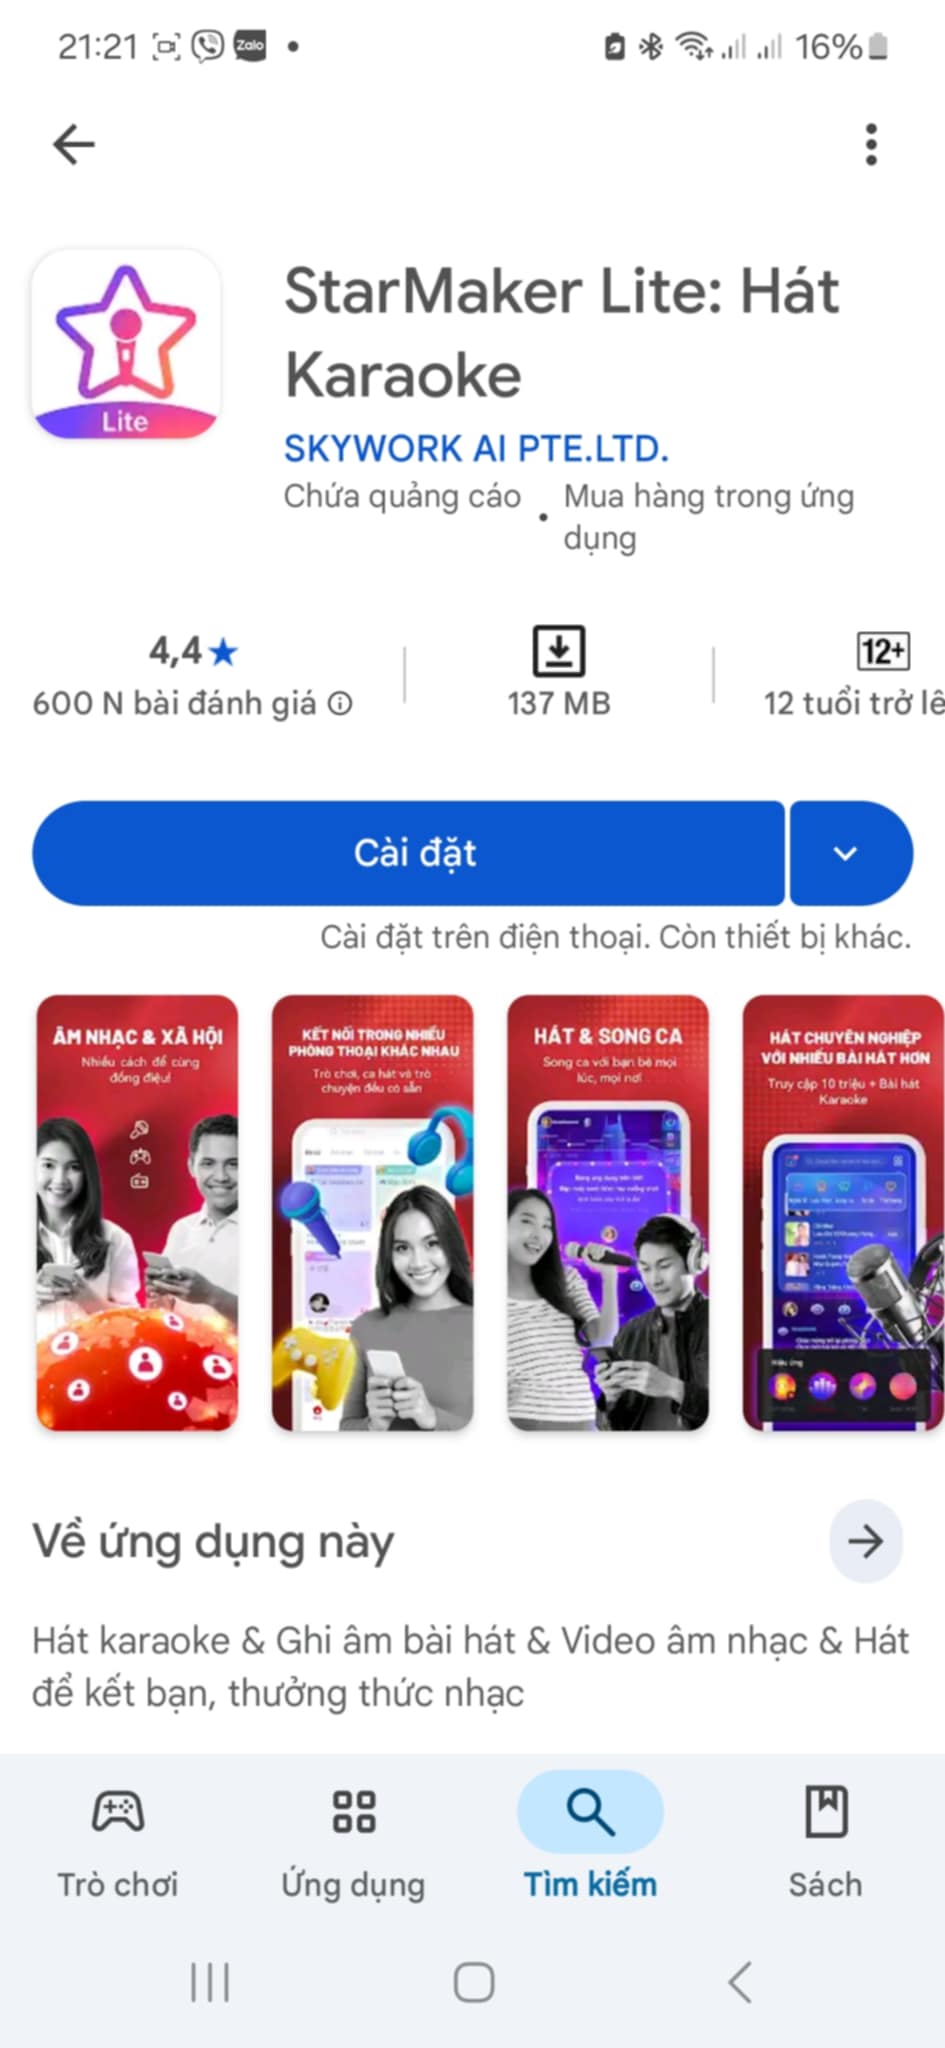 21:21 Zalo 16%
Lite
StarMaker Lite: Hát
Karaoke
SKYWORK AI PTE.LTD.
Chứa quảng cáo • Mua hàng trong ứng
dụng
4,4★
600 N bài đánh giá
137 MB
12+
12 tuổi trở lê
Cài đặt
Cài đặt trên điện thoại. Còn thiết bị khác.
ÂM NHẠC & XÃ HỘI
Nhiều cách để cùng
đồng điệu!
KẾT NỐI TRONG NHIỀU
PHÒNG THOẠI KHÁC NHAU
Trò chơi, ca hát và trò
chuyện đều có sẵn
HÁT & SONG CA
Song ca với bạn bè mọi
lúc, mọi nơi
HÁT CHUYÊN NGHIỆP
VỚI NHIỀU BÀI HÁT HƠN
Truy cập 10 triệu + Bài hát
Karaoke
Hiệu ứng
Về ứng dụng này
Hát karaoke & Ghi âm bài hát & Video âm nhạc & Hát
để kết bạn, thưởng thức nhạc
Trò chơi
Ứng dụng
Tìm kiếm
Sách